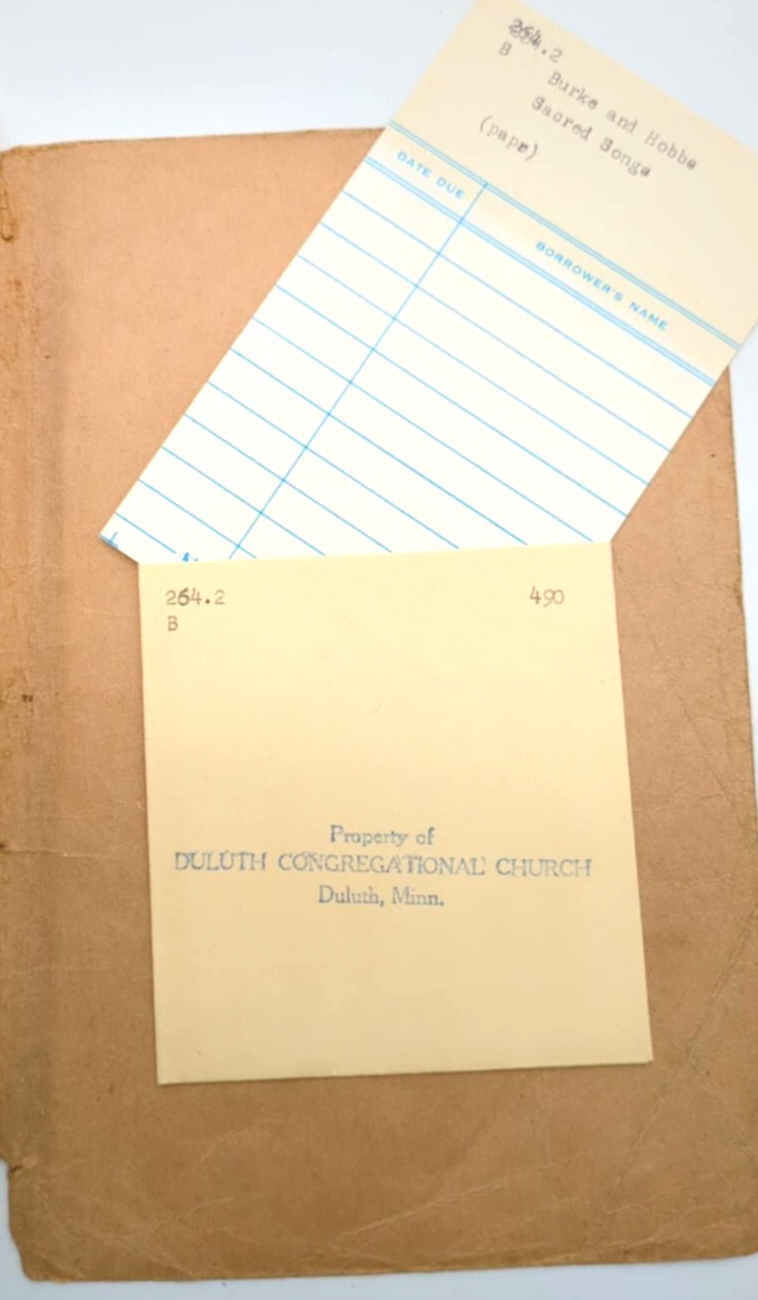 264.2
B
Burke and Hobbs
Sacred Songs
(pape)
DATE DUE
BORROWER'S NAME
264.2
490
B
Property of
DULUTH CONGREGATIONAL CHURCH
Duluth, Minn.